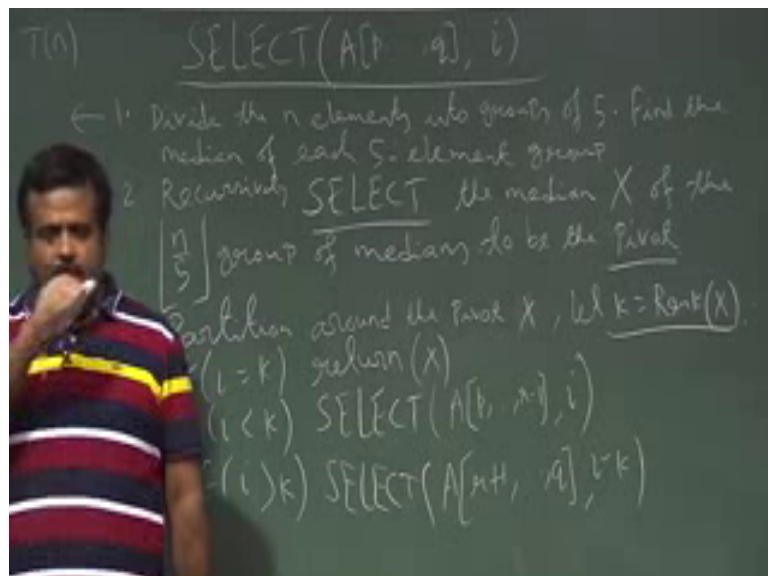 T(n) SELECT(A[p, ,q], i)
← 1. Divide the n elements into groups of 5. Find the
median of each 5-element group
2 Recursively SELECT the median X of the
⌊n/5⌋ group of medians to be the Pivot
Partition around the Pivot X, let k = Rank(X).
(i = k) return(X)
(i < k) SELECT(A[p, ,r-1], i)
(i > k) SELECT(A[r+1, ,q], i-k)